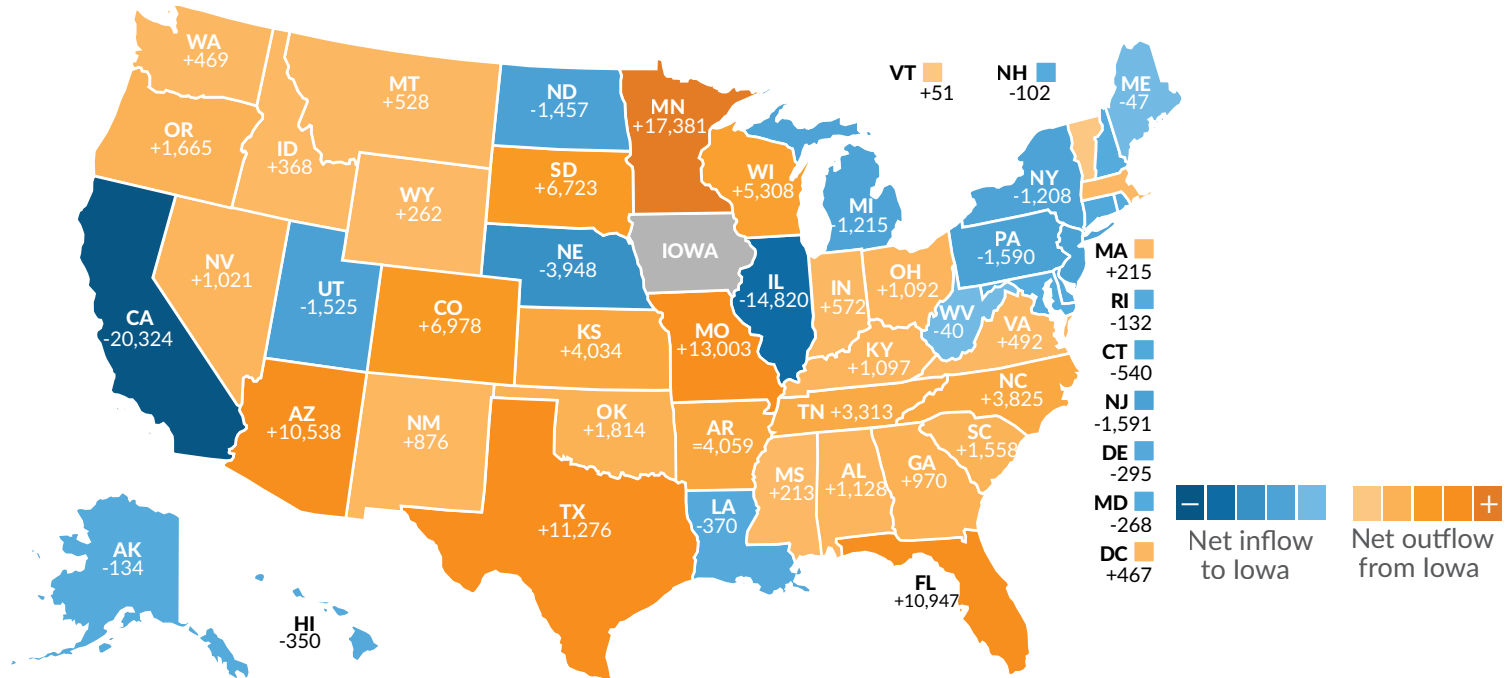 WA
+469
OR
+1,665
ID
+368
MT
+528
WY
+262
ND
-1,457
SD
+6,723
NE
-3,948
MN
+17,381
WI
+5,308
IOWA
MI
-1,215
IL
-14,820
IN
+572
OH
+1,092
VT
+51
NH
-102
ME
-47
NY
-1,208
PA
-1,590
WV
-40
VA
+492
KY
+1,097
CA
-20,324
NV
+1,021
UT
-1,525
CO
+6,978
KS
+4,034
MO
+13,003
AZ
+10,538
NM
+876
OK
+1,814
AR
=4,059
TN +3,313
NC
+3,825
SC
+1,558
MS
+213
AL
+1,128
GA
+970
TX
+11,276
LA
-370
FL
+10,947
AK
-134
HI
-350
MA
+215
RI
-132
CT
-540
NJ
-1,591
DE
-295
MD
-268
DC
+467
–
Net inflow
to Iowa
+
Net outflow
from Iowa